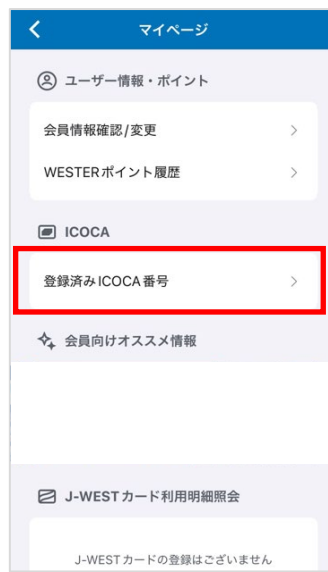 マイページ
ユーザー情報・ポイント
会員情報確認/変更
WESTERポイント履歴
ICOCA
登録済みICOCA番号
会員向けオススメ情報
J-WESTカード利用明細照会
J-WESTカードの登録はございません